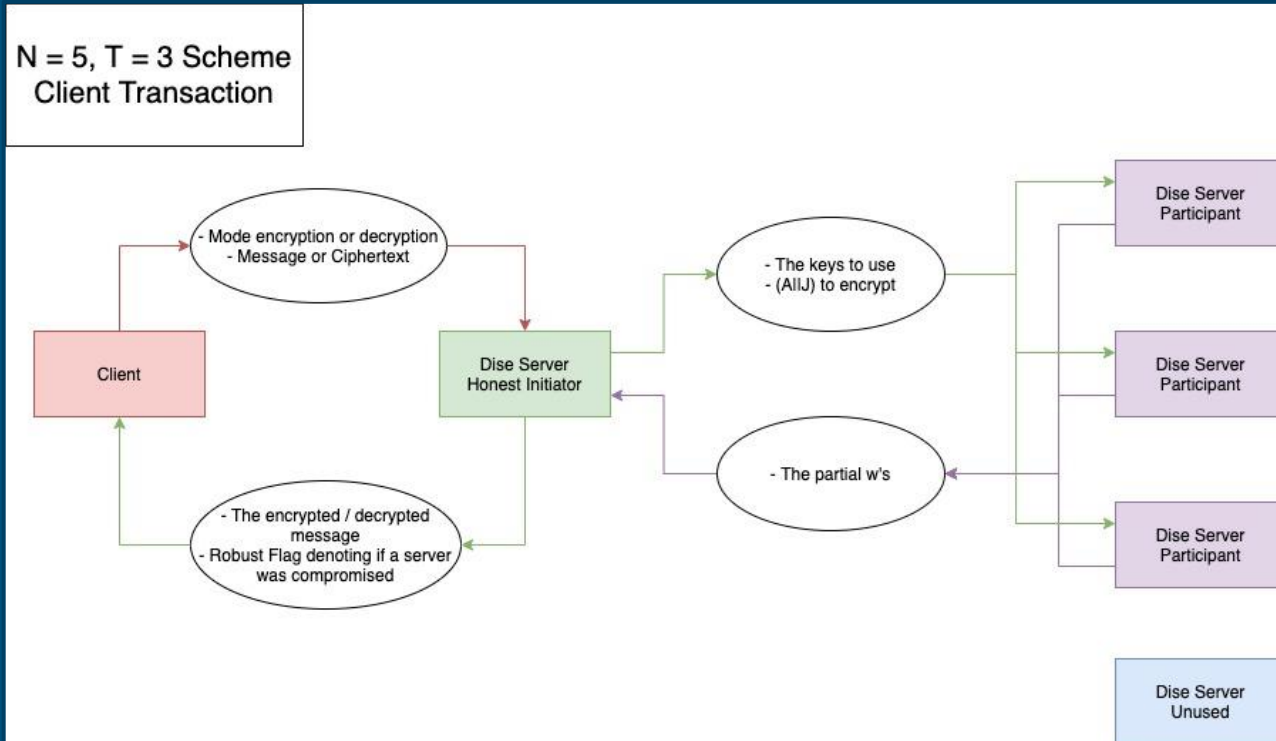 N = 5, T = 3 Scheme
Client Transaction
- Mode encryption or decryption
- Message or Ciphertext
- The keys to use
- (AIIJ) to encrypt
Dise Server
Participant
Client
Dise Server
Honest Initiator
Dise Server
Participant
- The partial w's
- The encrypted / decrypted
message
- Robust Flag denoting if a server
was compromised
Dise Server
Participant
Dise Server
Unused